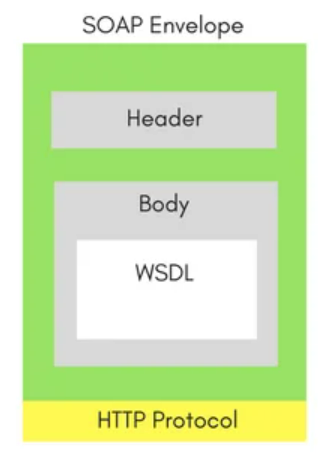 SOAP Envelope
Header
Body
WSDL
HTTP Protocol